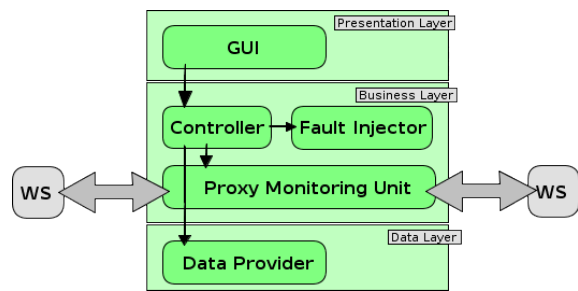 Presentation Layer
GUI
Business Layer
Controller
Fault Injector
WS
Proxy Monitoring Unit
WS
Data Layer
Data Provider